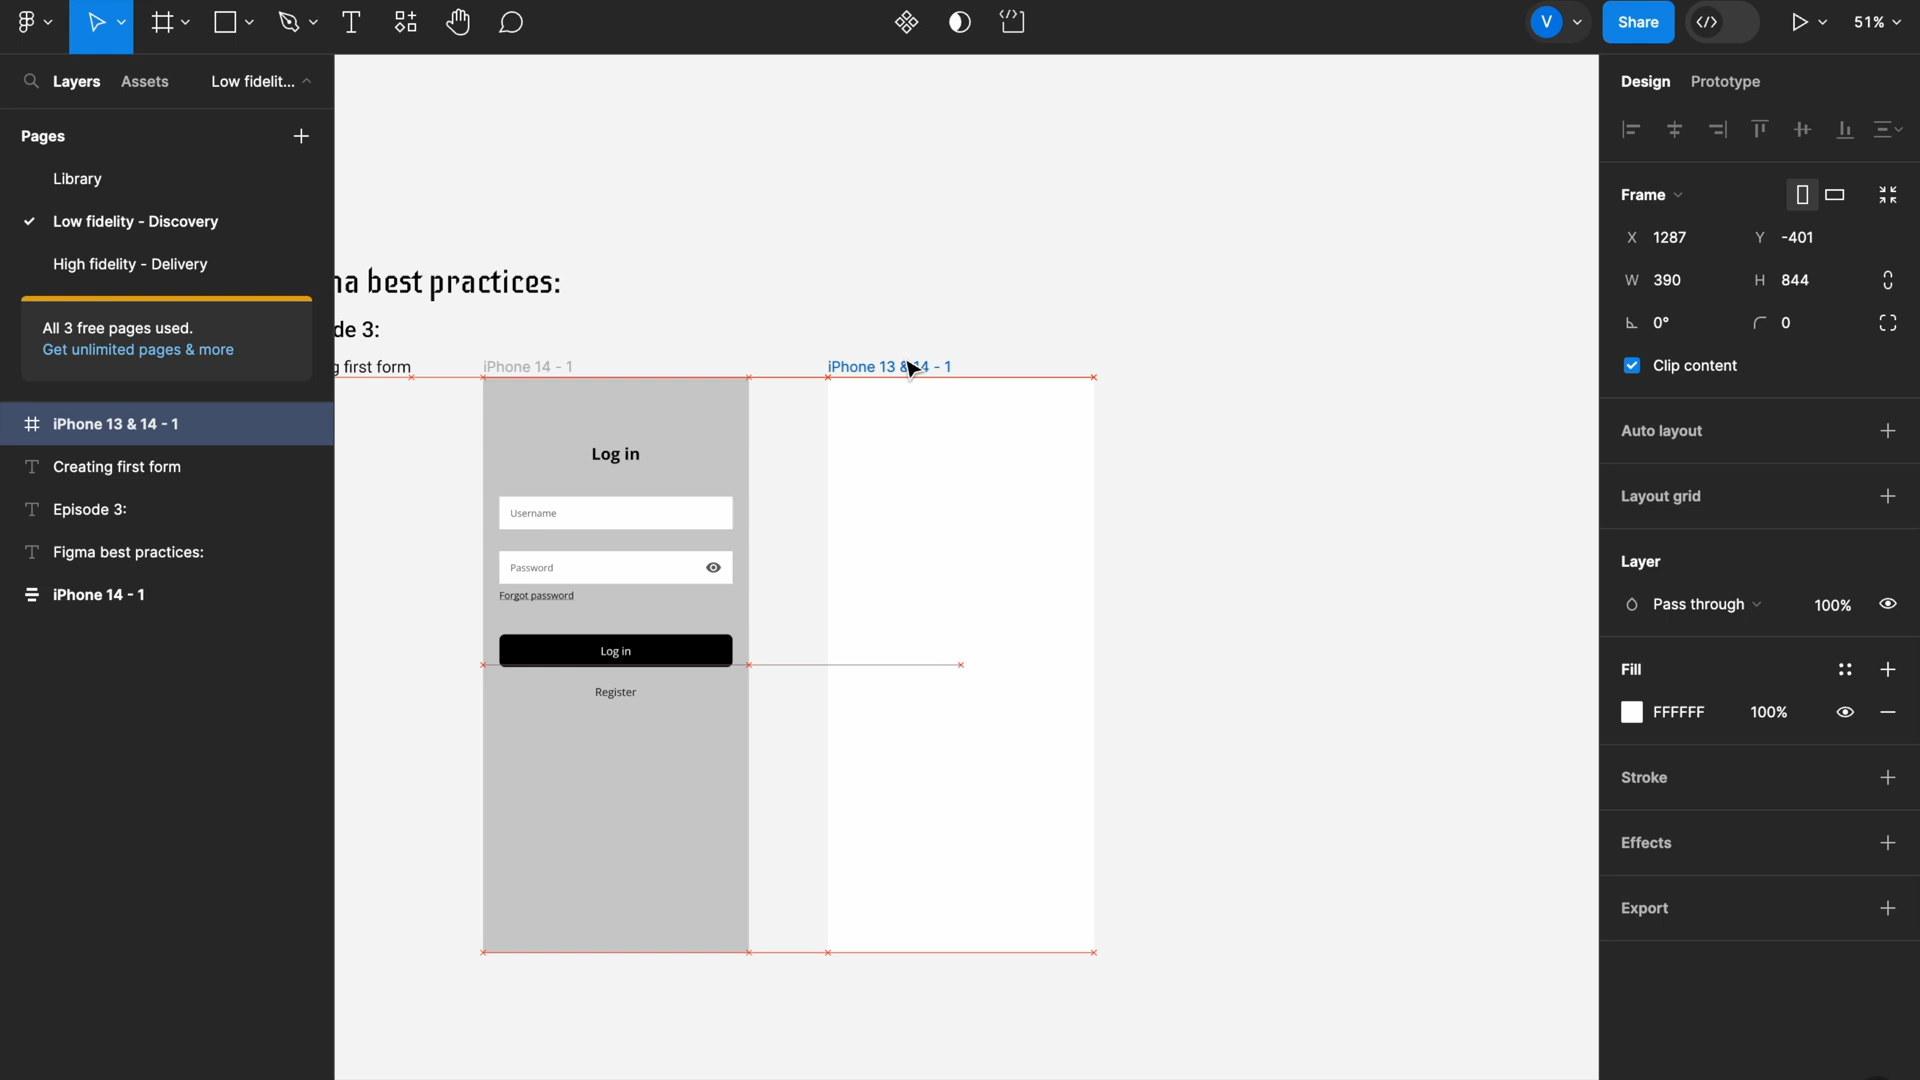 V
Share
51%
Layers
Assets
Low fidelit...
Pages
Library
Low fidelity - Discovery
High fidelity - Delivery
All 3 free pages used.
Get unlimited pages & more
iPhone 13 & 14 - 1
Creating first form
Episode 3:
Figma best practices:
iPhone 14 - 1
na best practices:
de 3:
g first form
iPhone 14 - 1
iPhone 13 & 14 - 1
Log in
Username
Password
Forgot password
Log in
Register
Design
Prototype
Frame
X 1287
Y -401
W 390
H 844
0°
0
Clip content
Auto layout
Layout grid
Layer
Pass through
100%
Fill
FFFFFF
100%
Stroke
Effects
Export